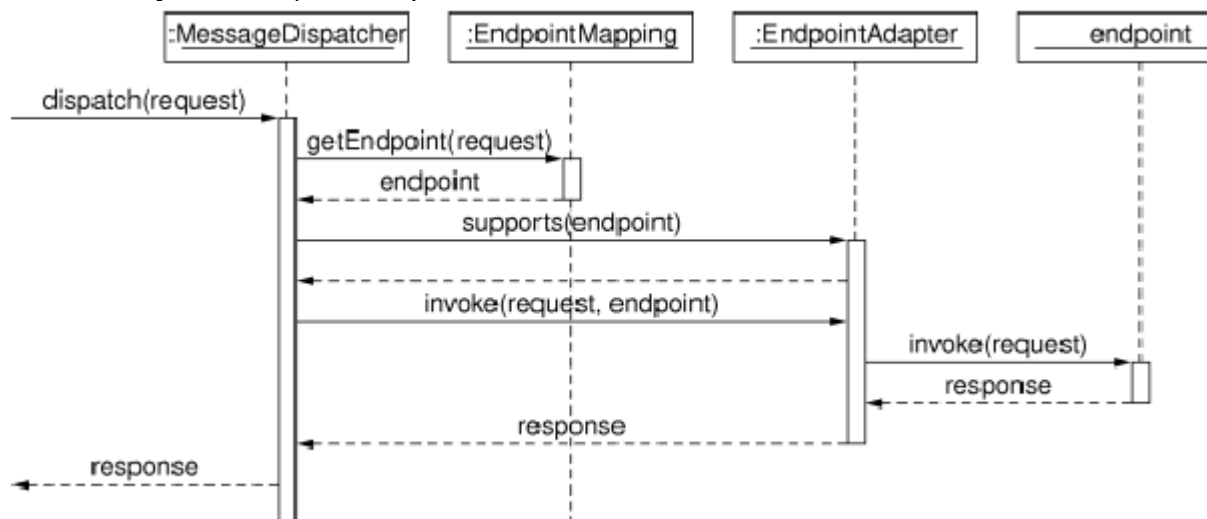 :MessageDispatcher
:EndpointMapping
:EndpointAdapter
endpoint
dispatch(request)
getEndpoint(request)
endpoint
supports(endpoint)
invoke(request, endpoint)
invoke(request)
response
response
response